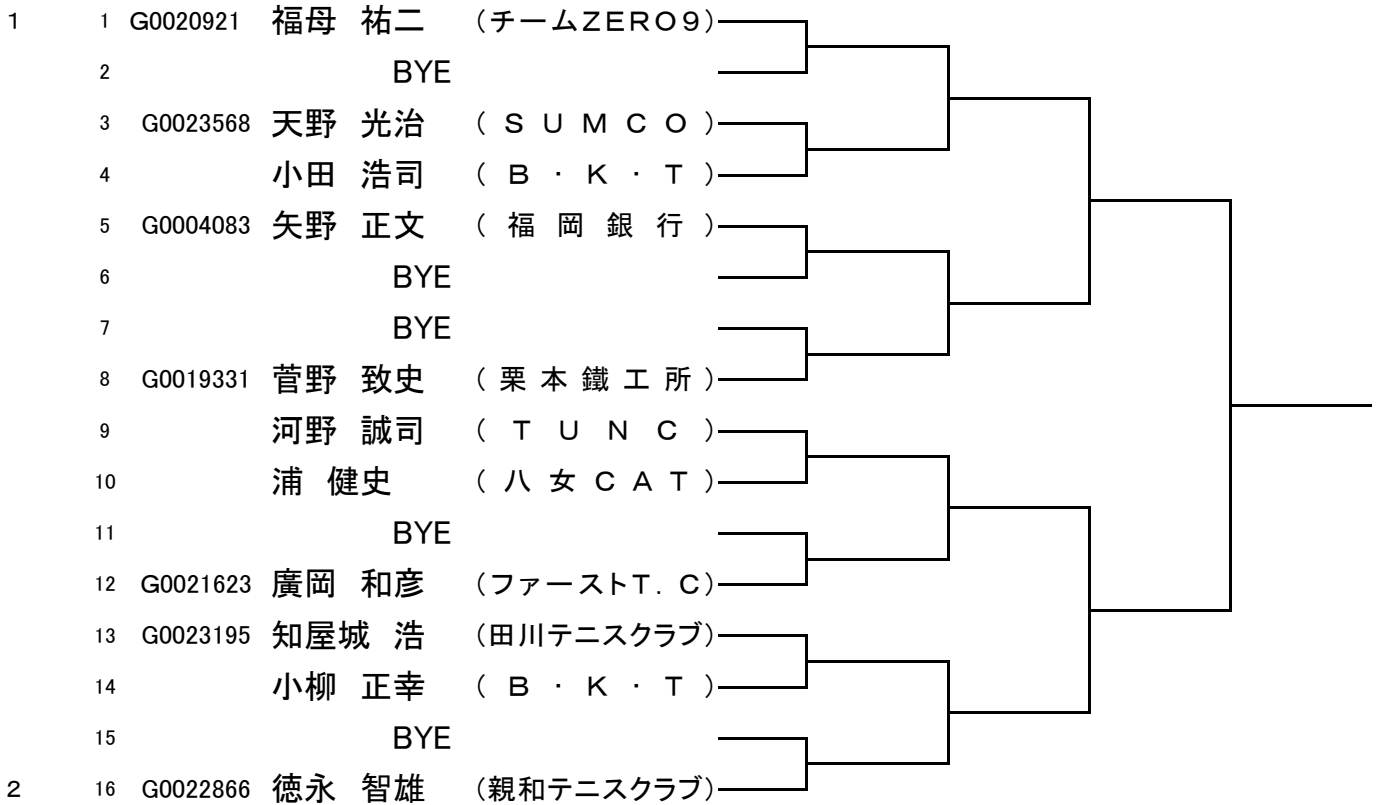 1 1 G0020921 福母 祐二 (チームZERO9)
2 BYE
3 G0023568 天野 光治 (SUMCO)
4 小田 浩司 (B・K・T)
5 G0004083 矢野 正文 (福岡銀行)
6 BYE
7 BYE
8 G0019331 菅野 致史 (栗本鐵工所)
9 河野 誠司 (TUNC)
10 浦 健史 (八女CAT)
11 BYE
12 G0021623 廣岡 和彦 (ファーストT.C)
13 G0023195 知屋城 浩 (田川テニスクラブ)
14 小柳 正幸 (B・K・T)
15 BYE
2 16 G0022866 徳永 智雄 (親和テニスクラブ)